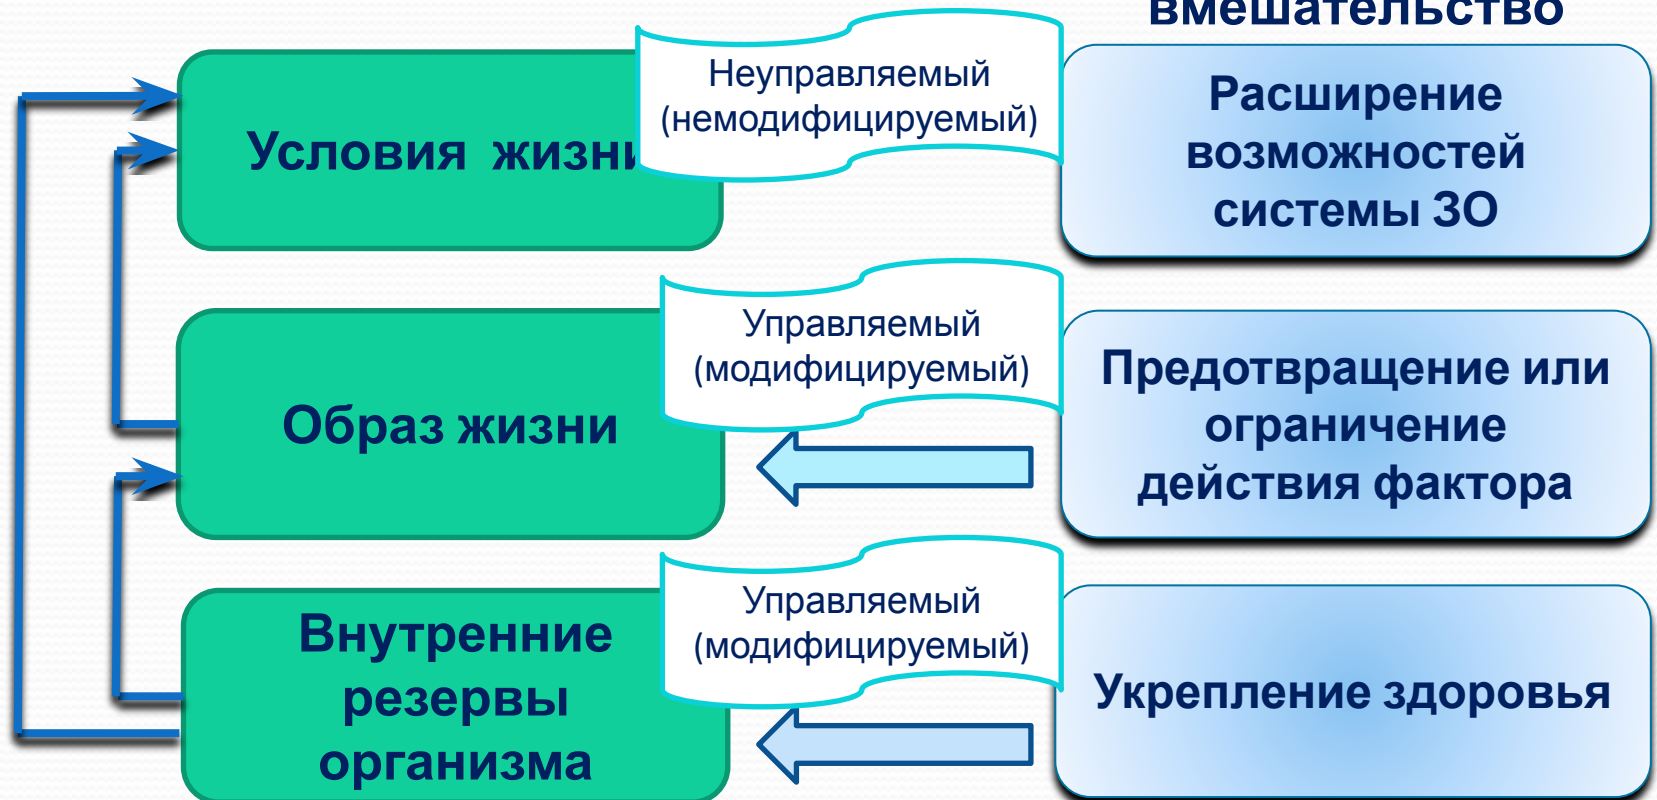 вмешательство
Условия жизни
Неуправляемый
(немодифицируемый)
Расширение
возможностей
системы ЗО
Образ жизни
Управляемый
(модифицируемый)
Предотвращение или
ограничение
действия фактора
Внутренние
резервы
организма
Управляемый
(модифицируемый)
Укрепление здоровья